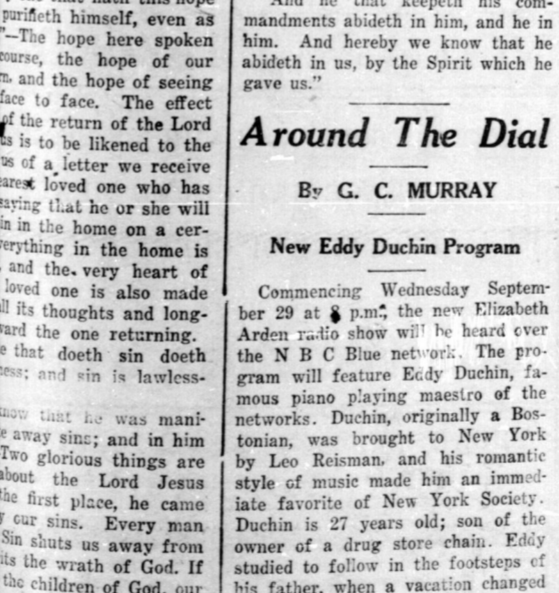 purifieth himself, even as
"—The hope here spoken
course, the hope of our
and the hope of seeing
face to face. The effect
of the return of the Lord
is to be likened to the
of a letter we receive
dearest loved one who has
saying that he or she will
in the home on a cer-
everything in the home is
and the very heart of
loved one is also made
all its thoughts and long-
the one returning.
that doeth sin doeth
and sin is lawless-
know that he was mani-
away sins; and in him
Two glorious things are
about the Lord Jesus
the first place, he came
our sins. Every man
Sin shuts us away from
its the wrath of God. If
the children of God, our
And he that keepeth his com-
mandments abideth in him, and he in
him. And hereby we know that he
abideth in us, by the Spirit which he
gave us."
Around The Dial
By G. C. MURRAY
New Eddy Duchin Program
Commencing Wednesday Septem-
ber 29 at 8 p.m., the new Elizabeth
Arden radio show will be heard over
the N B C Blue network. The pro-
gram will feature Eddy Duchin, fa-
mous piano playing maestro of the
networks. Duchin, originally a Bos-
tonian, was brought to New York
by Leo Reisman, and his romantic
style of music made him an immed-
iate favorite of New York Society.
Duchin is 27 years old; son of the
owner of a drug store chain. Eddy
studied to follow in the footsteps of
his father, when a vacation changed